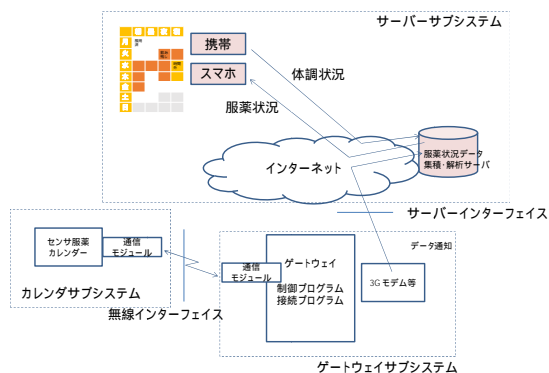 サーバーサブシステム
携帯
スマホ
体調状況
服薬状況
服薬状況データ
集積・解析サーバ
インターネット
サーバーインターフェイス
センサ服薬
カレンダー
通信
モジュール
カレンダサブシステム
無線インターフェイス
データ通知
通信
モジュール
ゲートウェイ
制御プログラム
接続プログラム
3Gモデム等
ゲートウェイサブシステム